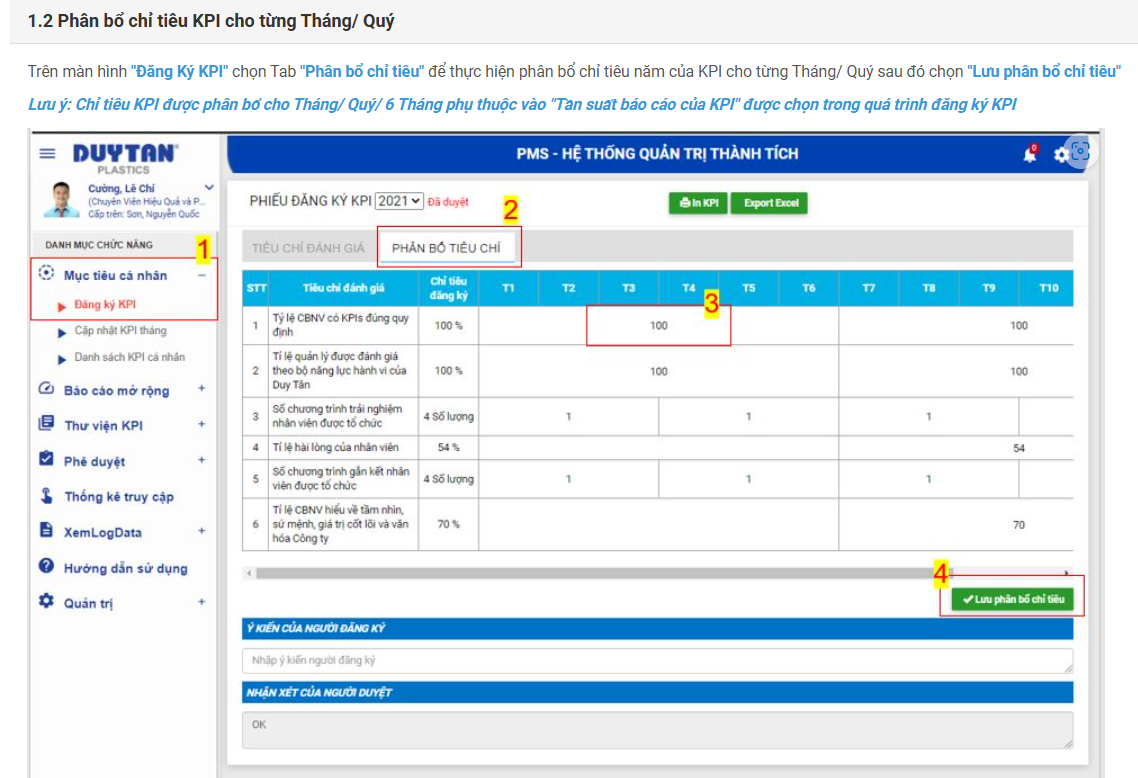 1.2 Phân bổ chỉ tiêu KPI cho từng Tháng/ Quý
Trên màn hình "Đăng Ký KPI" chọn Tab "Phân bổ chỉ tiêu" để thực hiện phân bổ chỉ tiêu năm của KPI cho từng Tháng/ Quý sau đó chọn "Lưu phân bổ chỉ tiêu"
Lưu ý: Chỉ tiêu KPI được phân bổ cho Tháng/ Quý/ 6 Tháng phụ thuộc vào "Tần suất báo cáo của KPI" được chọn trong quá trình đăng ký KPI
DUYTAN
PLASTICS
PMS - HỆ THỐNG QUẢN TRỊ THÀNH TÍCH
0
Cường, Lê Chí
(Chuyên Viên Hiệu Quả và P...
Cấp trên: Sơn, Nguyễn Quốc
PHIẾU ĐĂNG KÝ KPI 2021 Đã duyệt
2
In KPI
Export Excel
DANH MỤC CHỨC NĂNG
1
Mục tiêu cá nhân −
Đăng ký KPI
Cập nhật KPI tháng
Danh sách KPI cá nhân
Báo cáo mở rộng +
Thư viện KPI +
Phê duyệt +
Thống kê truy cập
XemLogData +
Hướng dẫn sử dụng
Quản trị +
TIÊU CHÍ ĐÁNH GIÁ
PHÂN BỔ TIÊU CHÍ
STT Tiêu chí đánh giá Chỉ tiêu đăng ký T1 T2 T3 T4 T5 T6 T7 T8 T9 T10
3
1 Tỷ lệ CBNV có KPIs đúng quy định 100 % 100 100
2 Tỉ lệ quản lý được đánh giá theo bộ năng lực hành vi của Duy Tân 100 % 100 100
3 Số chương trình trải nghiệm nhân viên được tổ chức 4 Số lượng 1 1 1
4 Tỉ lệ hài lòng của nhân viên 54 % 54
5 Số chương trình gắn kết nhân viên được tổ chức 4 Số lượng 1 1 1
6 Tỉ lệ CBNV hiểu về tầm nhìn, sứ mệnh, giá trị cốt lõi và văn hóa Công ty 70 % 70
4
Lưu phân bổ chỉ tiêu
Ý KIẾN CỦA NGƯỜI ĐĂNG KÝ
Nhập ý kiến người đăng ký
NHẬN XÉT CỦA NGƯỜI DUYỆT
OK